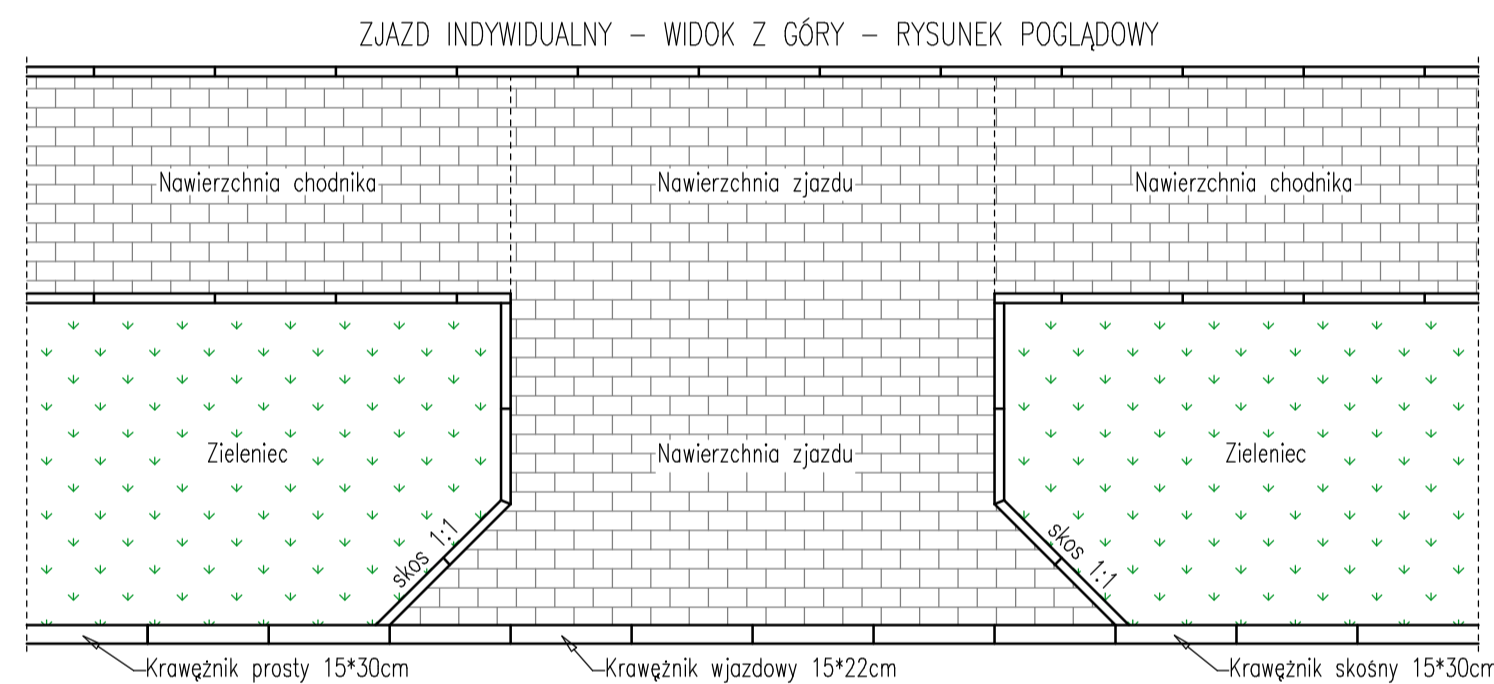 ZJAZD INDYWIDUALNY – WIDOK Z GÓRY – RYSUNEK POGLĄDOWY
Nawierzchnia chodnika
Nawierzchnia zjazdu
Nawierzchnia chodnika
Zieleniec
Nawierzchnia zjazdu
Zieleniec
skos 1:1
skos 1:1
Krawężnik prosty 15*30cm
Krawężnik wjazdowy 15*22cm
Krawężnik skośny 15*30cm